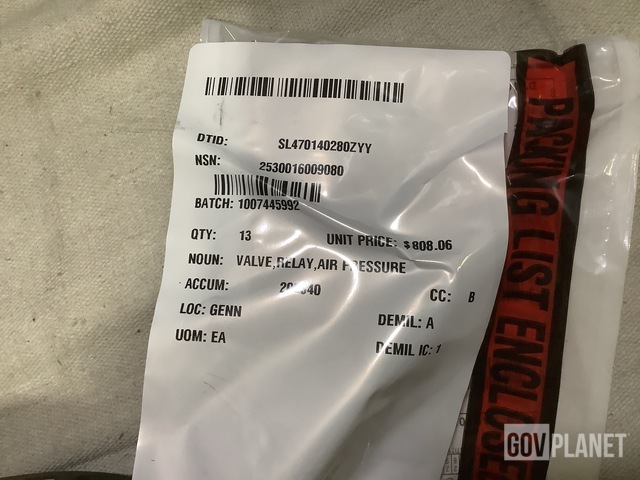 DTID: SL470140280ZYY
NSN: 2530016009080
BATCH: 1007445992
QTY: 13 UNIT PRICE: $808.06
NOUN: VALVE,RELAY,AIR PRESSURE
ACCUM:
CC: B
LOC: GENN
DEMIL: A
UOM: EA
DEMIL IC: 1
PACKING LIST ENCLOSED
GOVPLANET